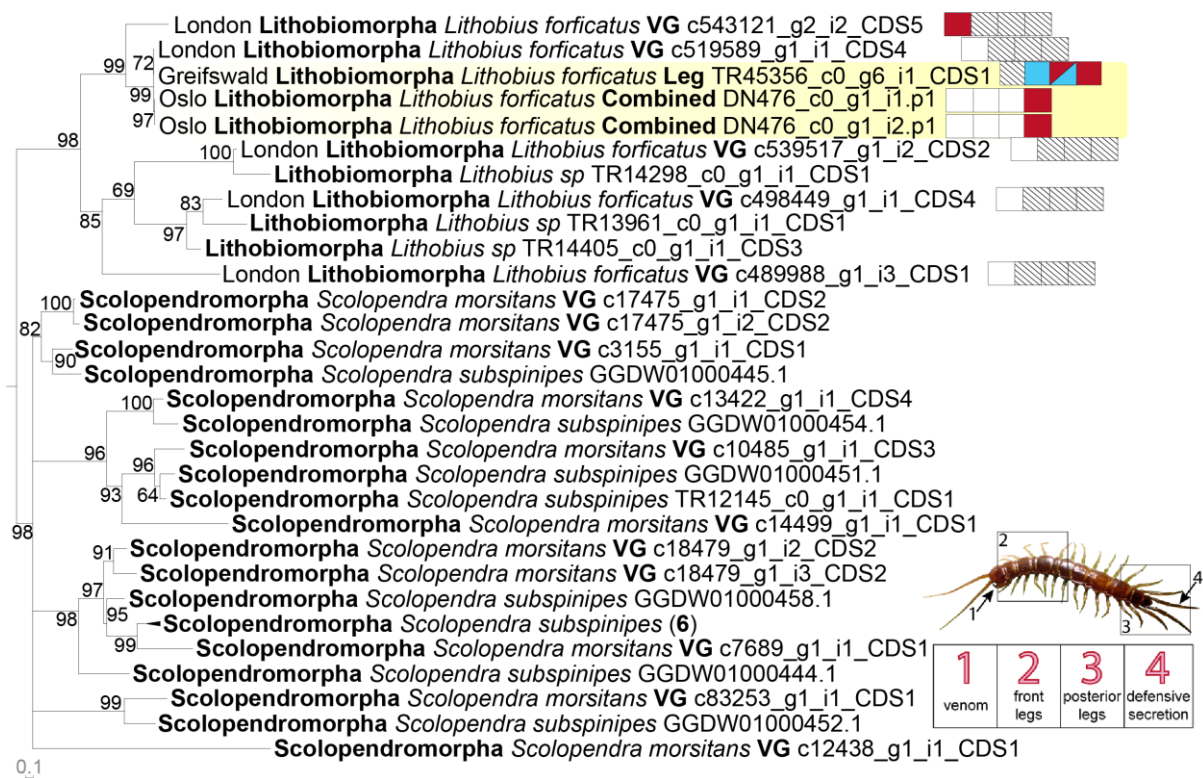 London Lithobiomorpha Lithobius forficatus VG c543121_g2_i2_CDS5
London Lithobiomorpha Lithobius forficatus VG c519589_g1_i1_CDS4
99 72
Greifswald Lithobiomorpha Lithobius forficatus Leg TR45356_c0_g6_i1_CDS1
99
Oslo Lithobiomorpha Lithobius forficatus Combined DN476_c0_g1_i1.p1
97
Oslo Lithobiomorpha Lithobius forficatus Combined DN476_c0_g1_i2.p1
98
100 London Lithobiomorpha Lithobius forficatus VG c539517_g1_i2_CDS2
Lithobiomorpha Lithobius sp TR14298_c0_g1_i1_CDS1
69
83 London Lithobiomorpha Lithobius forficatus VG c498449_g1_i1_CDS4
85
Lithobiomorpha Lithobius sp TR13961_c0_g1_i1_CDS1
97
Lithobiomorpha Lithobius sp TR14405_c0_g1_i1_CDS3
London Lithobiomorpha Lithobius forficatus VG c489988_g1_i3_CDS1
100 Scolopendromorpha Scolopendra morsitans VG c17475_g1_i1_CDS2
Scolopendromorpha Scolopendra morsitans VG c17475_g1_i2_CDS2
82
Scolopendromorpha Scolopendra morsitans VG c3155_g1_i1_CDS1
90
Scolopendromorpha Scolopendra subspinipes GGDW01000445.1
100 Scolopendromorpha Scolopendra morsitans VG c13422_g1_i1_CDS4
Scolopendromorpha Scolopendra subspinipes GGDW01000454.1
96
Scolopendromorpha Scolopendra morsitans VG c10485_g1_i1_CDS3
96
Scolopendromorpha Scolopendra subspinipes GGDW01000451.1
93 64
Scolopendromorpha Scolopendra subspinipes TR12145_c0_g1_i1_CDS1
98
Scolopendromorpha Scolopendra morsitans VG c14499_g1_i1_CDS1
91 Scolopendromorpha Scolopendra morsitans VG c18479_g1_i2_CDS2
Scolopendromorpha Scolopendra morsitans VG c18479_g1_i3_CDS2
97
Scolopendromorpha Scolopendra subspinipes GGDW01000458.1
98 95
Scolopendromorpha Scolopendra subspinipes (6)
99
Scolopendromorpha Scolopendra morsitans VG c7689_g1_i1_CDS1
Scolopendromorpha Scolopendra subspinipes GGDW01000444.1
99 Scolopendromorpha Scolopendra morsitans VG c83253_g1_i1_CDS1
Scolopendromorpha Scolopendra subspinipes GGDW01000452.1
Scolopendromorpha Scolopendra morsitans VG c12438_g1_i1_CDS1
0.1
2
4
1
3
1 2 3 4
venom
front legs
posterior legs
defensive secretion